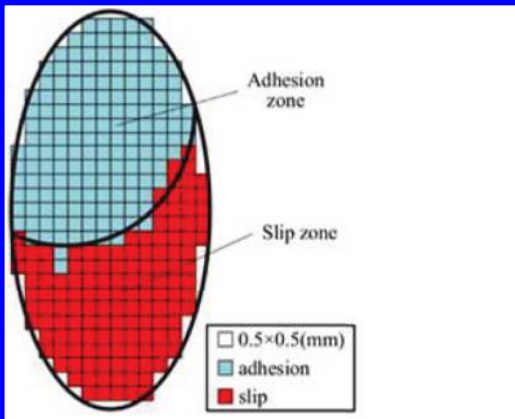 Adhesion
zone
Slip zone
0.5×0.5(mm)
adhesion
slip